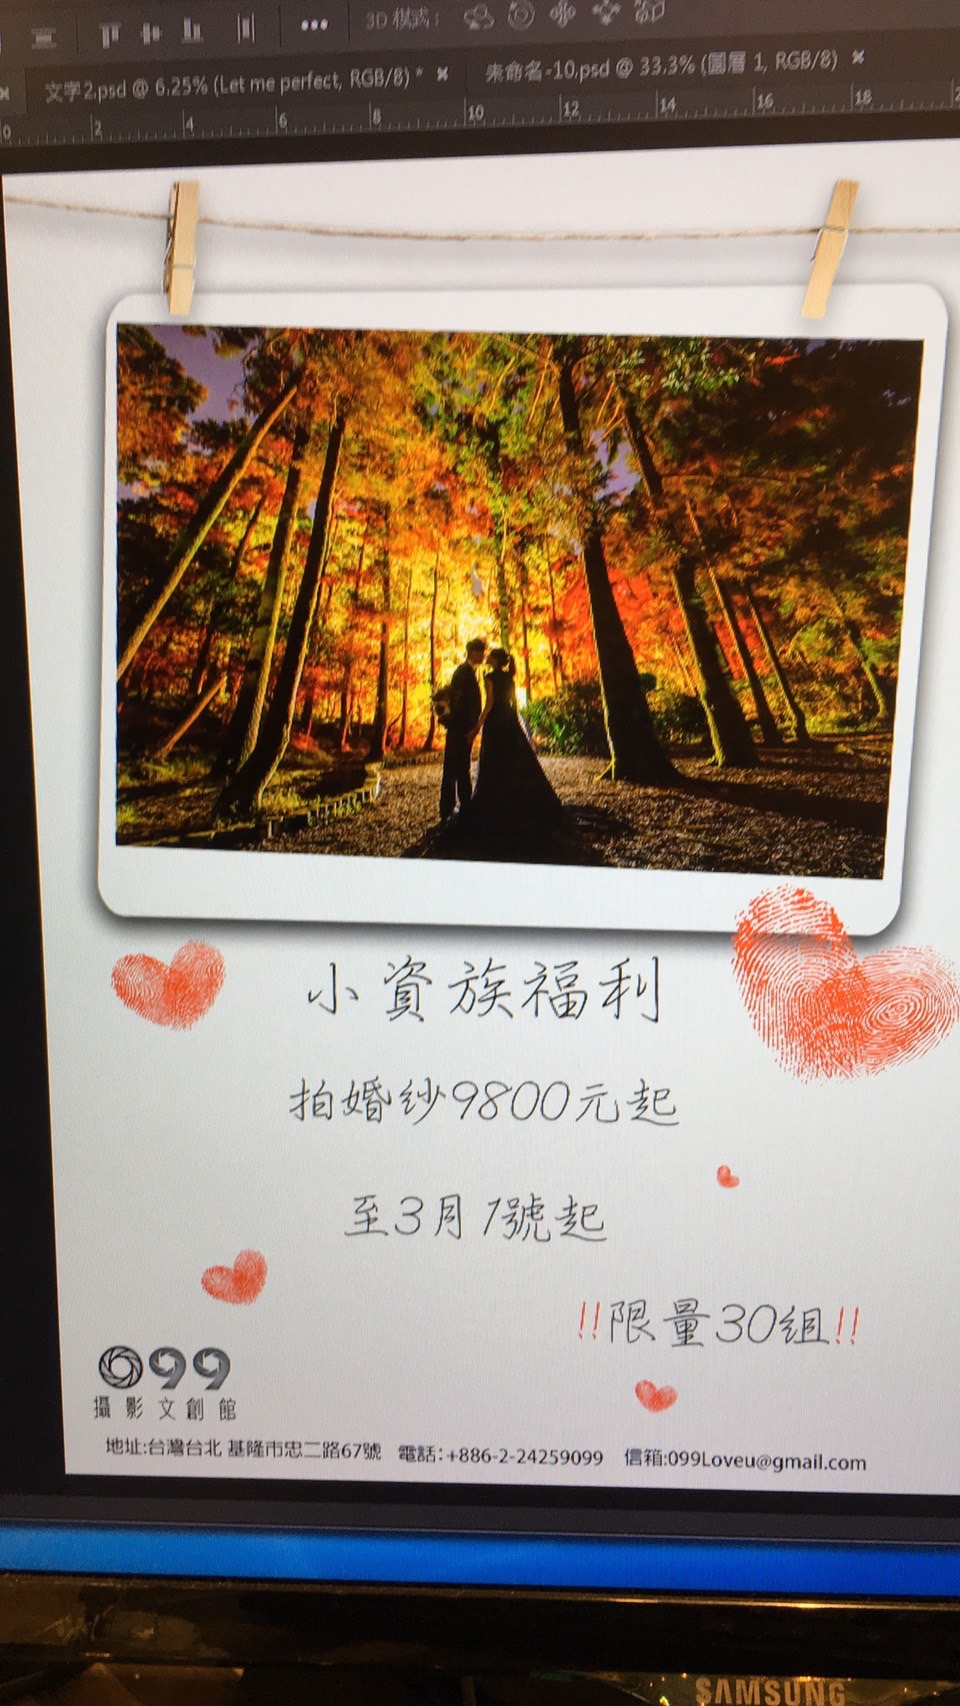 3D 模式：
文字2.psd @ 6.25% (Let me perfect, RGB/8) *
未命名-10.psd @ 33.3% (圖層 1, RGB/8)
0 2 4 6 8 10 12 14 16 18
小資族福利
拍婚紗9800元起
至3月1號起
!!限量30組!!
099
攝影文創館
地址:台灣台北 基隆市忠二路67號 電話:+886-2-24259099 信箱:099Loveu@gmail.com
SAMSUNG